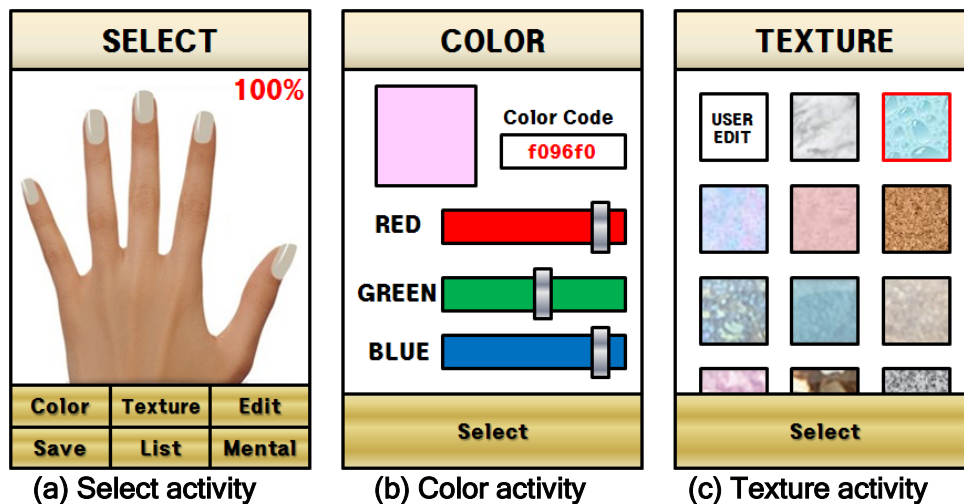 SELECT
100%
Color Texture Edit
Save List Mental
(a) Select activity
COLOR
Color Code
f096f0
RED
GREEN
BLUE
Select
(b) Color activity
TEXTURE
USER
EDIT
Select
(c) Texture activity